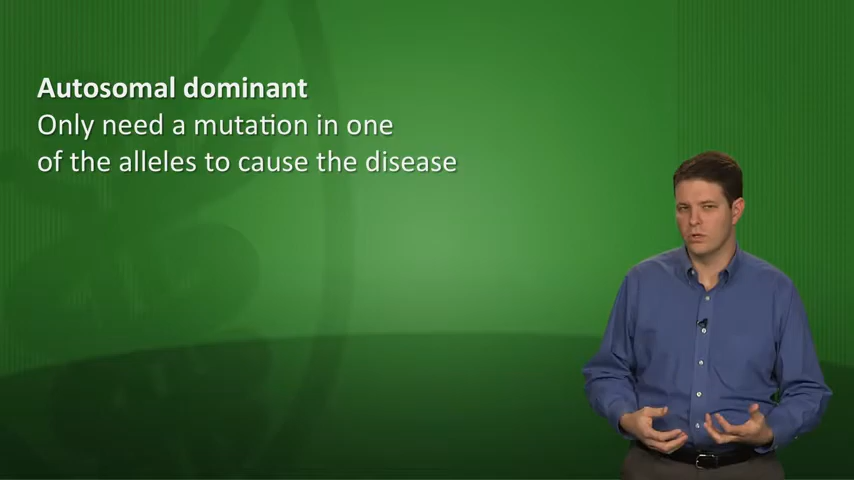 Autosomal dominant
Only need a mutation in one
of the alleles to cause the disease